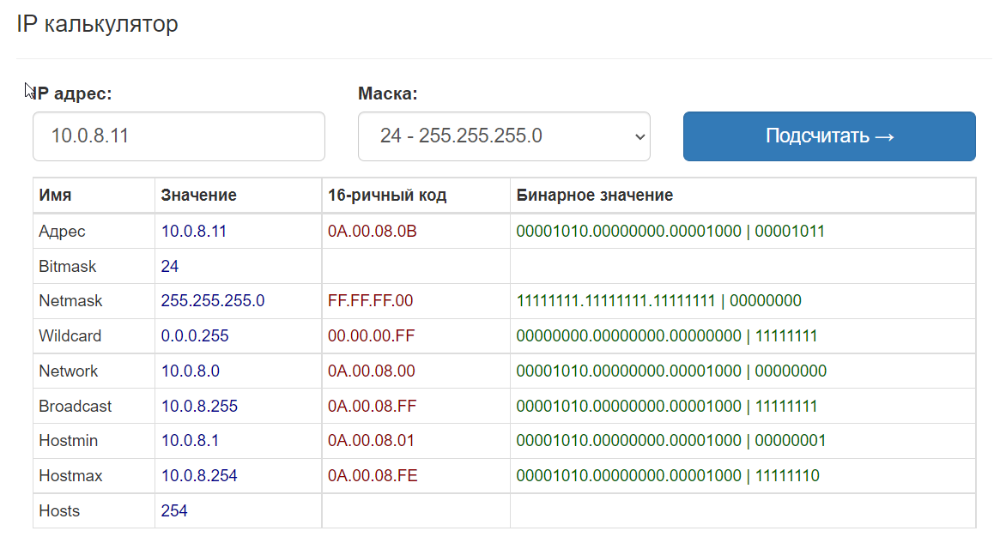 IP калькулятор
IP адрес: Маска:
10.0.8.11 24 - 255.255.255.0 Подсчитать →
Имя Значение 16-ричный код Бинарное значение
Адрес 10.0.8.11 0A.00.08.0B 00001010.00000000.00001000 | 00001011
Bitmask 24
Netmask 255.255.255.0 FF.FF.FF.00 11111111.11111111.11111111 | 00000000
Wildcard 0.0.0.255 00.00.00.FF 00000000.00000000.00000000 | 11111111
Network 10.0.8.0 0A.00.08.00 00001010.00000000.00001000 | 00000000
Broadcast 10.0.8.255 0A.00.08.FF 00001010.00000000.00001000 | 11111111
Hostmin 10.0.8.1 0A.00.08.01 00001010.00000000.00001000 | 00000001
Hostmax 10.0.8.254 0A.00.08.FE 00001010.00000000.00001000 | 11111110
Hosts 254